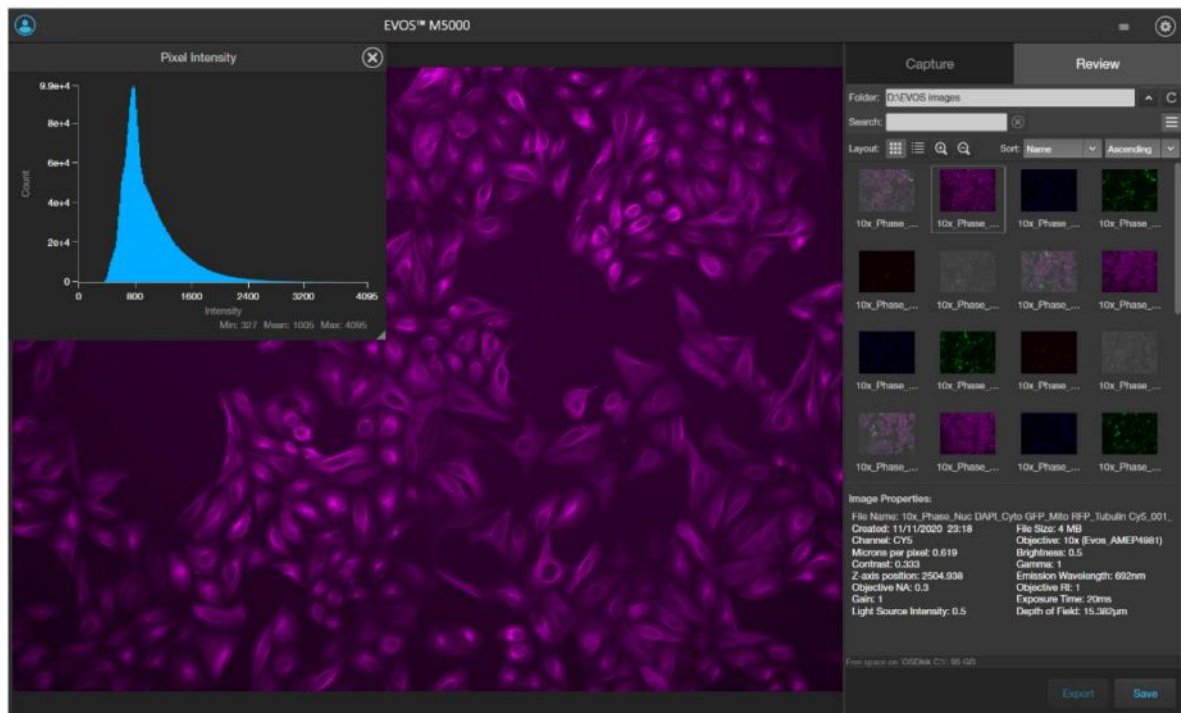 EVOS™ M5000
Pixel Intensity
9.9e+4
8e+4
6e+4
4e+4
2e+4
0
Count
0 800 1600 2400 3200 4095
Intensity
Min: 327 Mean: 1005 Max: 4095
Capture Review
Folder: D:\EVOS images
Search:
Layout: Sort: Name Ascending
10x_Phase_... 10x_Phase_... 10x_Phase_... 10x_Phase_...
10x_Phase_... 10x_Phase_... 10x_Phase_... 10x_Phase_...
10x_Phase_... 10x_Phase_... 10x_Phase_... 10x_Phase_...
10x_Phase_... 10x_Phase_... 10x_Phase_... 10x_Phase_...
Image Properties:
File Name: 10x_Phase_Nuc DAPI_Cyto GFP_Mito RFP_Tubulin Cy5_001_
Created: 11/11/2020 23:18 File Size: 4 MB
Channel: CY5 Objective: 10x (Evos_AMEP4981)
Microns per pixel: 0.619 Brightness: 0.5
Contrast: 0.333 Gamma: 1
Z-axis position: 2504.938 Emission Wavelength: 692nm
Objective NA: 0.3 Objective RI: 1
Gain: 1 Exposure Time: 20ms
Light Source Intensity: 0.5 Depth of Field: 15.382µm
Free space on 'OSDisk C:\': 95 GB
Export Save